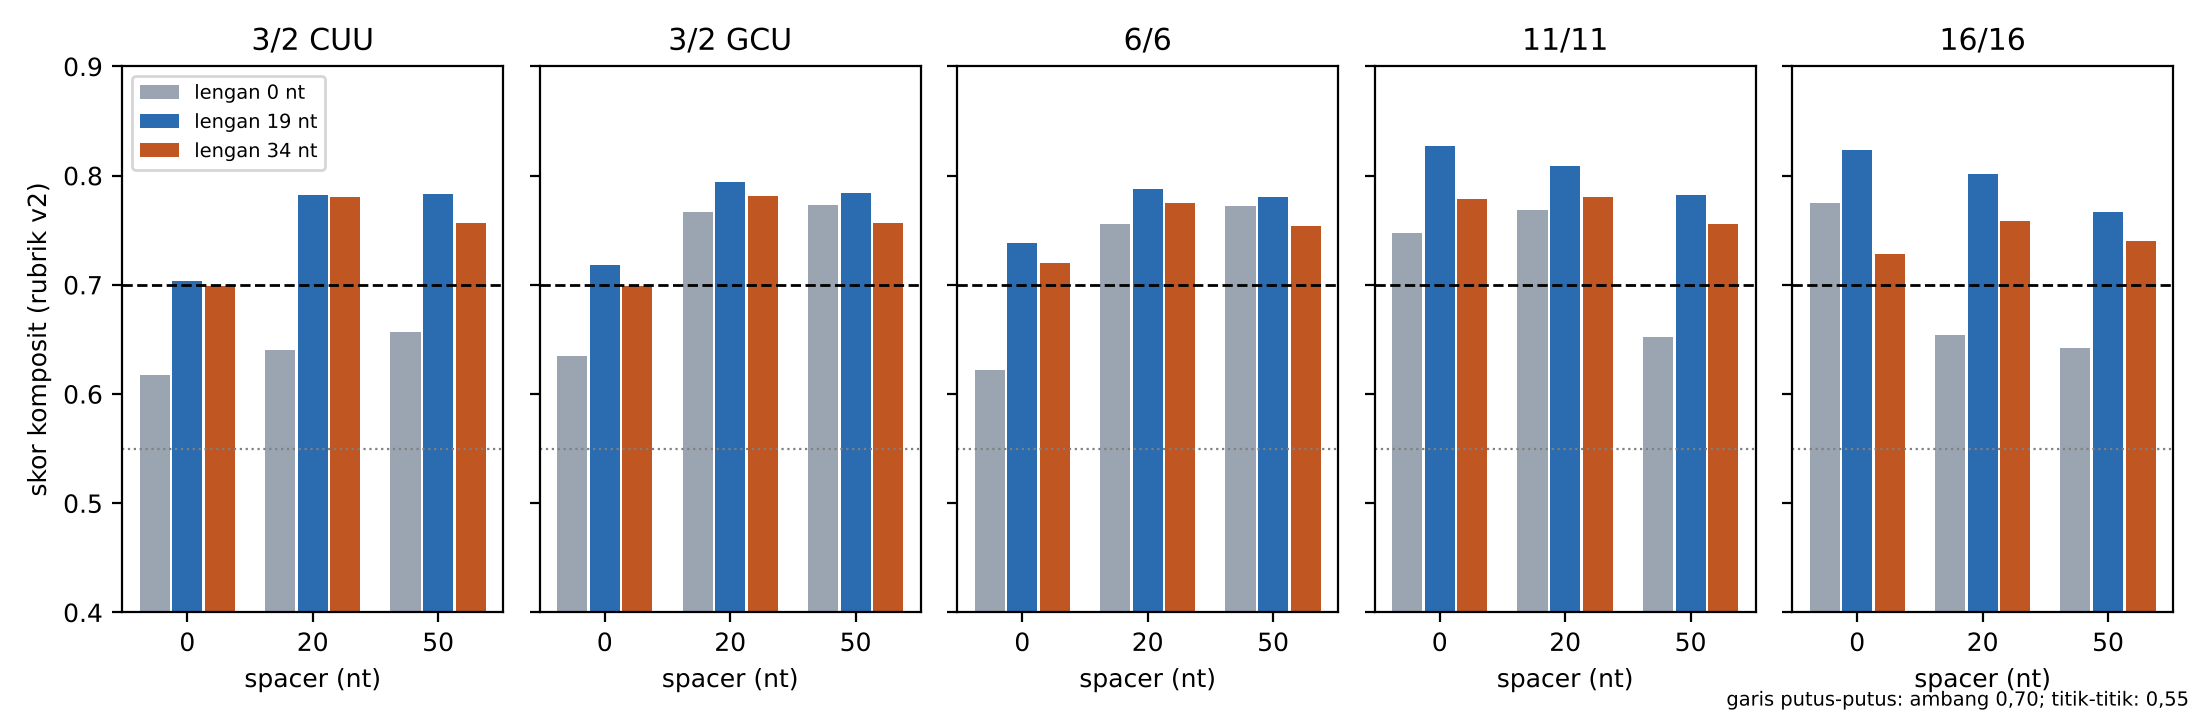 3/2 CUU
3/2 GCU
6/6
11/11
16/16
skor komposit (rubrik v2)
0.9
0.8
0.7
0.6
0.5
0.4
lengan 0 nt
lengan 19 nt
lengan 34 nt
0 20 50
0 20 50
0 20 50
0 20 50
0 20 50
spacer (nt)
spacer (nt)
spacer (nt)
spacer (nt)
spacer (nt)
garis putus-putus: ambang 0,70; titik-titik: 0,55